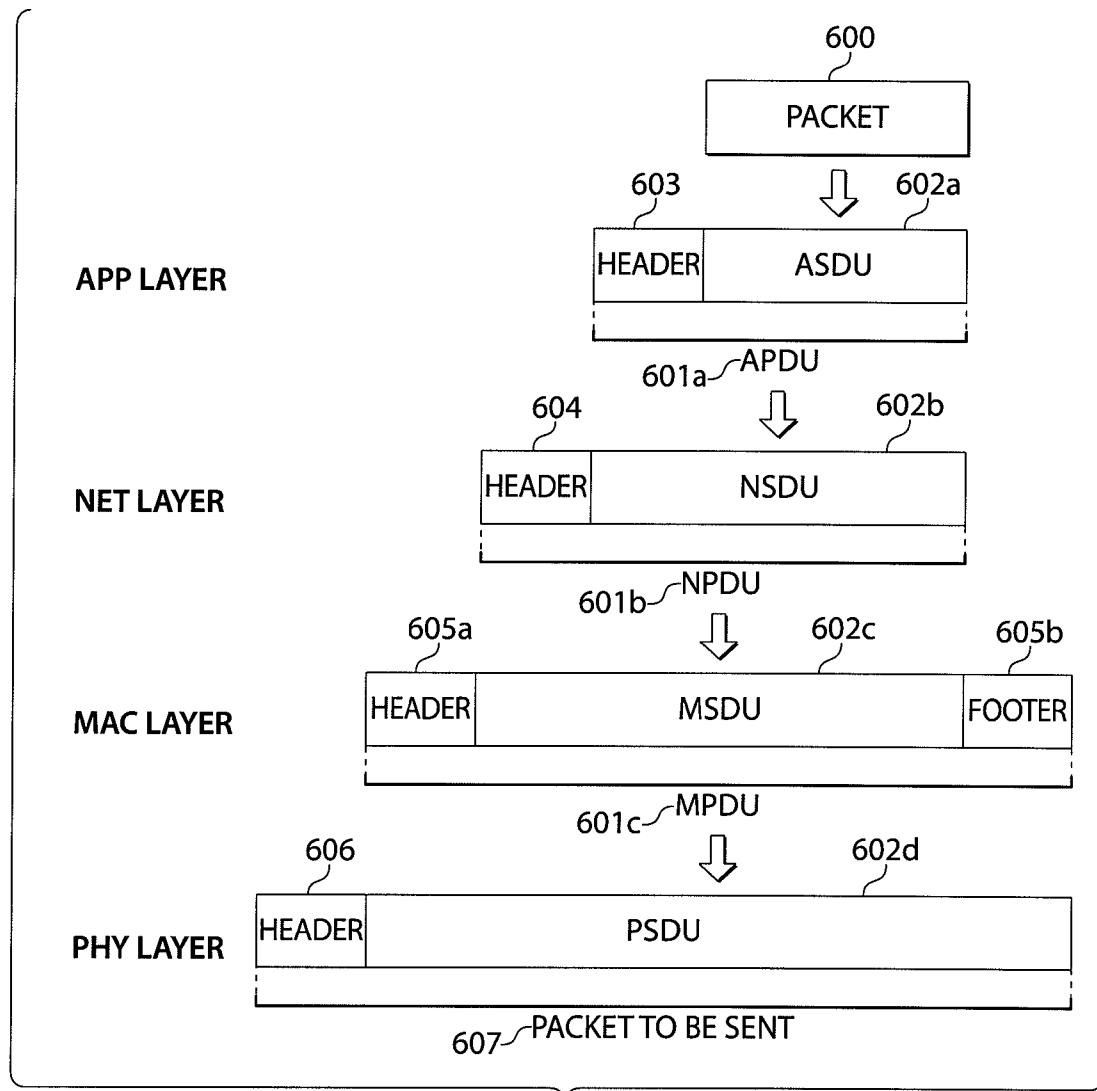 600
PACKET
603
602a
APP LAYER
HEADER
ASDU
601a
APDU
604
602b
NET LAYER
HEADER
NSDU
601b
NPDU
605a
602c
605b
MAC LAYER
HEADER
MSDU
FOOTER
601c
MPDU
606
602d
PHY LAYER
HEADER
PSDU
607
PACKET TO BE SENT